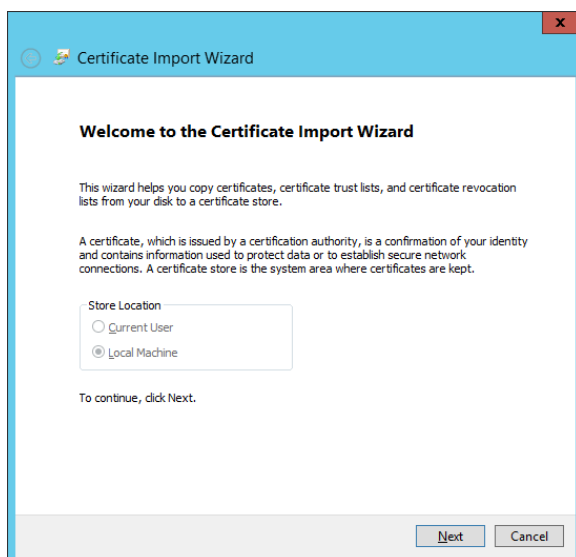 x
Certificate Import Wizard
Welcome to the Certificate Import Wizard
This wizard helps you copy certificates, certificate trust lists, and certificate revocation
lists from your disk to a certificate store.
A certificate, which is issued by a certification authority, is a confirmation of your identity
and contains information used to protect data or to establish secure network
connections. A certificate store is the system area where certificates are kept.
Store Location
Current User
Local Machine
To continue, click Next.
Next Cancel